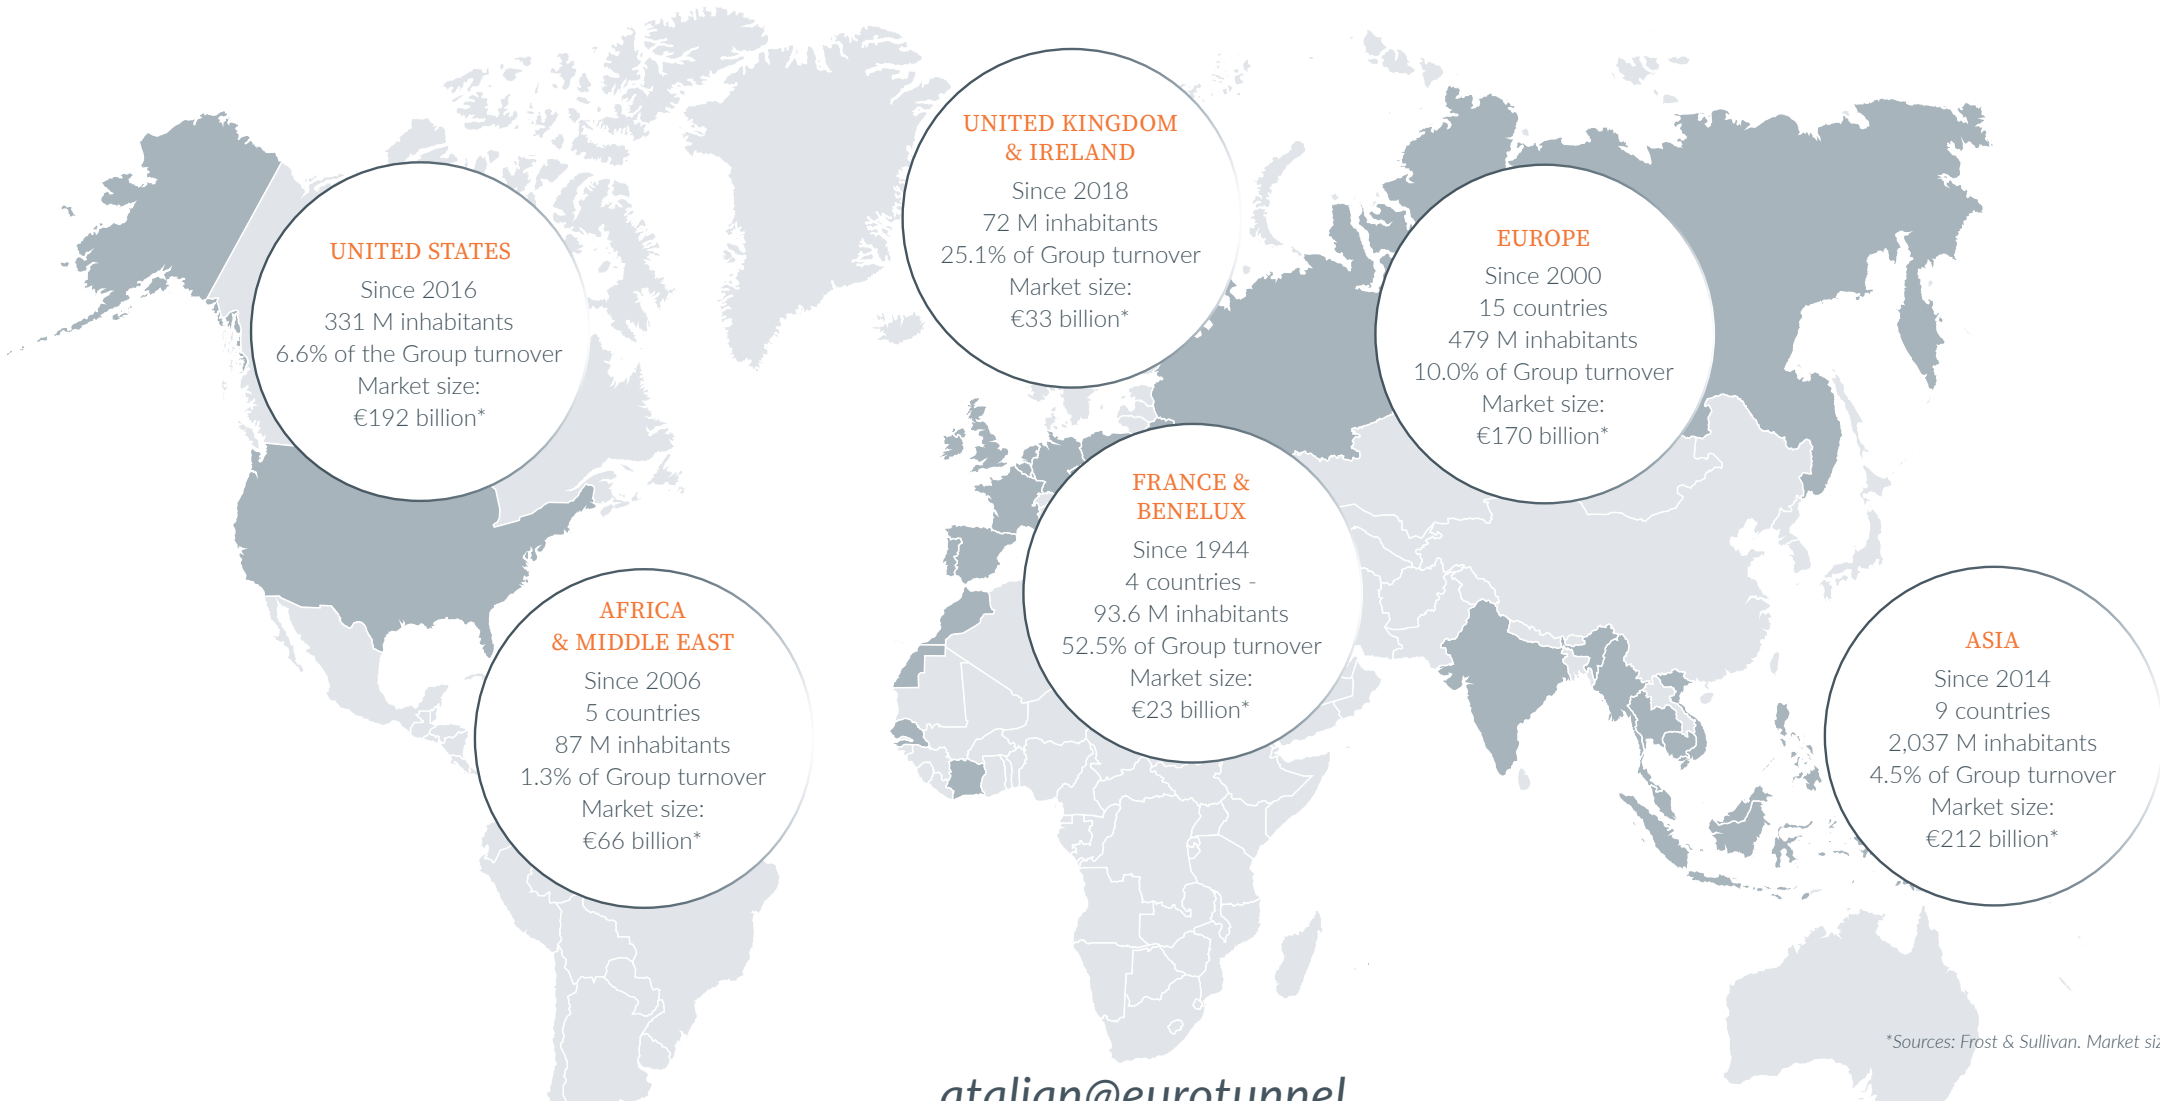 UNITED KINGDOM
& IRELAND
Since 2018
72 M inhabitants
25.1% of Group turnover
Market size:
€33 billion*
UNITED STATES
Since 2016
331 M inhabitants
6.6% of the Group turnover
Market size:
€192 billion*
EUROPE
Since 2000
15 countries
479 M inhabitants
10.0% of Group turnover
Market size:
€170 billion*
FRANCE &
BENELUX
Since 1944
4 countries -
93.6 M inhabitants
52.5% of Group turnover
Market size:
€23 billion*
AFRICA
& MIDDLE EAST
Since 2006
5 countries
87 M inhabitants
1.3% of Group turnover
Market size:
€66 billion*
ASIA
Since 2014
9 countries
2,037 M inhabitants
4.5% of Group turnover
Market size:
€212 billion*
*Sources: Frost & Sullivan. Market siz
atalian@eurotunnel